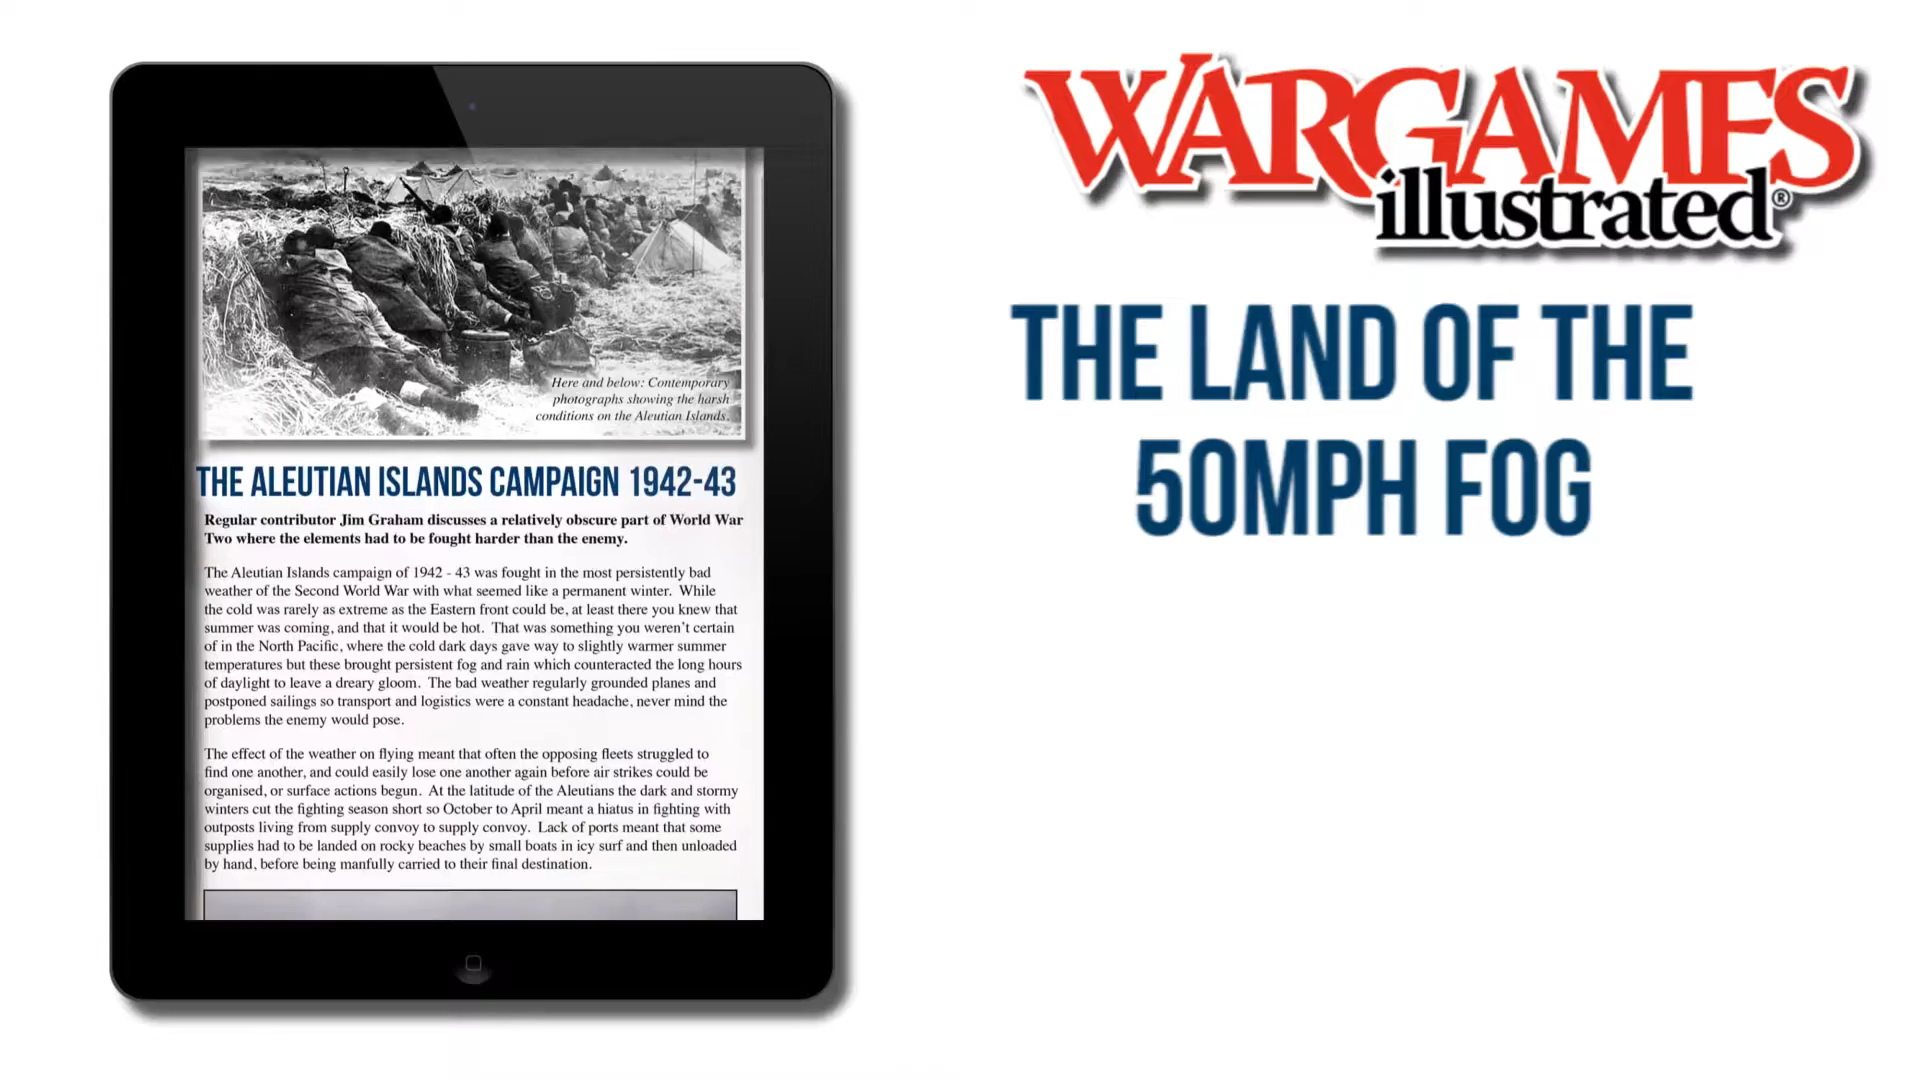 Here and below: Contemporary
photographs showing the harsh
conditions on the Aleutian Islands.
THE ALEUTIAN ISLANDS CAMPAIGN 1942-43
Regular contributor Jim Graham discusses a relatively obscure part of World War
Two where the elements had to be fought harder than the enemy.
The Aleutian Islands campaign of 1942 - 43 was fought in the most persistently bad
weather of the Second World War with what seemed like a permanent winter. While
the cold was rarely as extreme as the Eastern front could be, at least there you knew that
summer was coming, and that it would be hot. That was something you weren't certain
of in the North Pacific, where the cold dark days gave way to slightly warmer summer
temperatures but these brought persistent fog and rain which counteracted the long hours
of daylight to leave a dreary gloom. The bad weather regularly grounded planes and
postponed sailings so transport and logistics were a constant headache, never mind the
problems the enemy would pose.
The effect of the weather on flying meant that often the opposing fleets struggled to
find one another, and could easily lose one another again before air strikes could be
organised, or surface actions begun. At the latitude of the Aleutians the dark and stormy
winters cut the fighting season short so October to April meant a hiatus in fighting with
outposts living from supply convoy to supply convoy. Lack of ports meant that some
supplies had to be landed on rocky beaches by small boats in icy surf and then unloaded
by hand, before being manfully carried to their final destination.
WARGAMES
illustrated®
THE LAND OF THE
50MPH FOG